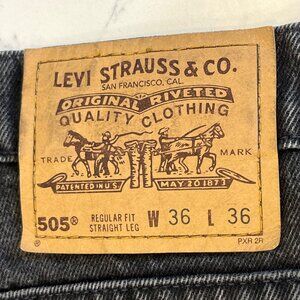 LEVI STRAUSS & CO.
SAN FRANCISCO, CAL.
ORIGINAL RIVETED
QUALITY CLOTHING
TRADE MARK
PATENTED IN U.S. MAY 20 1873
505® REGULAR FIT STRAIGHT LEG W 36 L 36
® PXR 2R